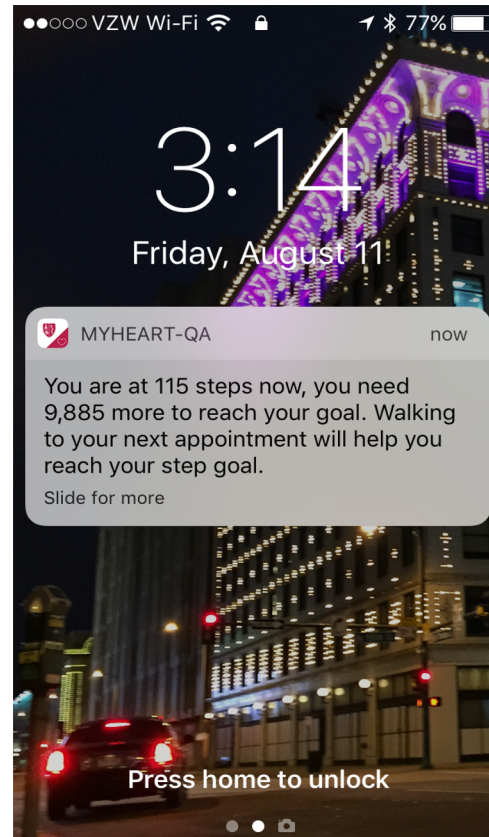 VZW Wi-Fi 77%
3:14
Friday, August 11
MYHEART-QA now
You are at 115 steps now, you need
9,885 more to reach your goal. Walking
to your next appointment will help you
reach your step goal.
Slide for more
Press home to unlock